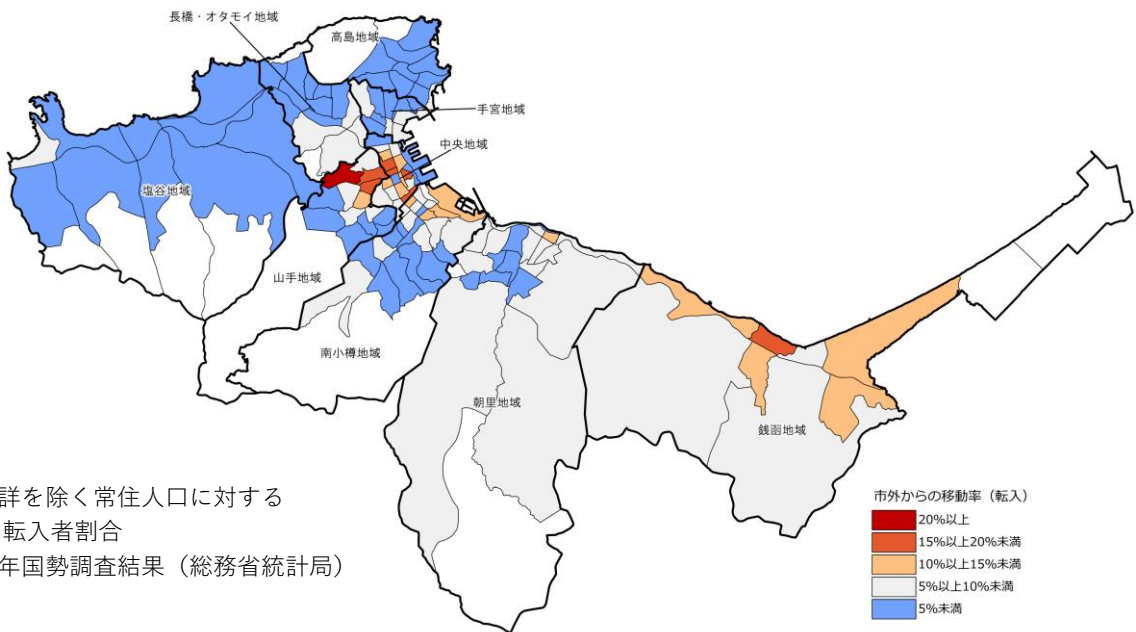 長橋・オタモイ地域
高島地域
手宮地域
中央地域
塩谷地域
山手地域
南小樽地域
朝里地域
銭函地域
詳を除く常住人口に対する
転入者割合
年国勢調査結果（総務省統計局）
市外からの移動率（転入）
20%以上
15%以上20%未満
10%以上15%未満
5%以上10%未満
5%未満